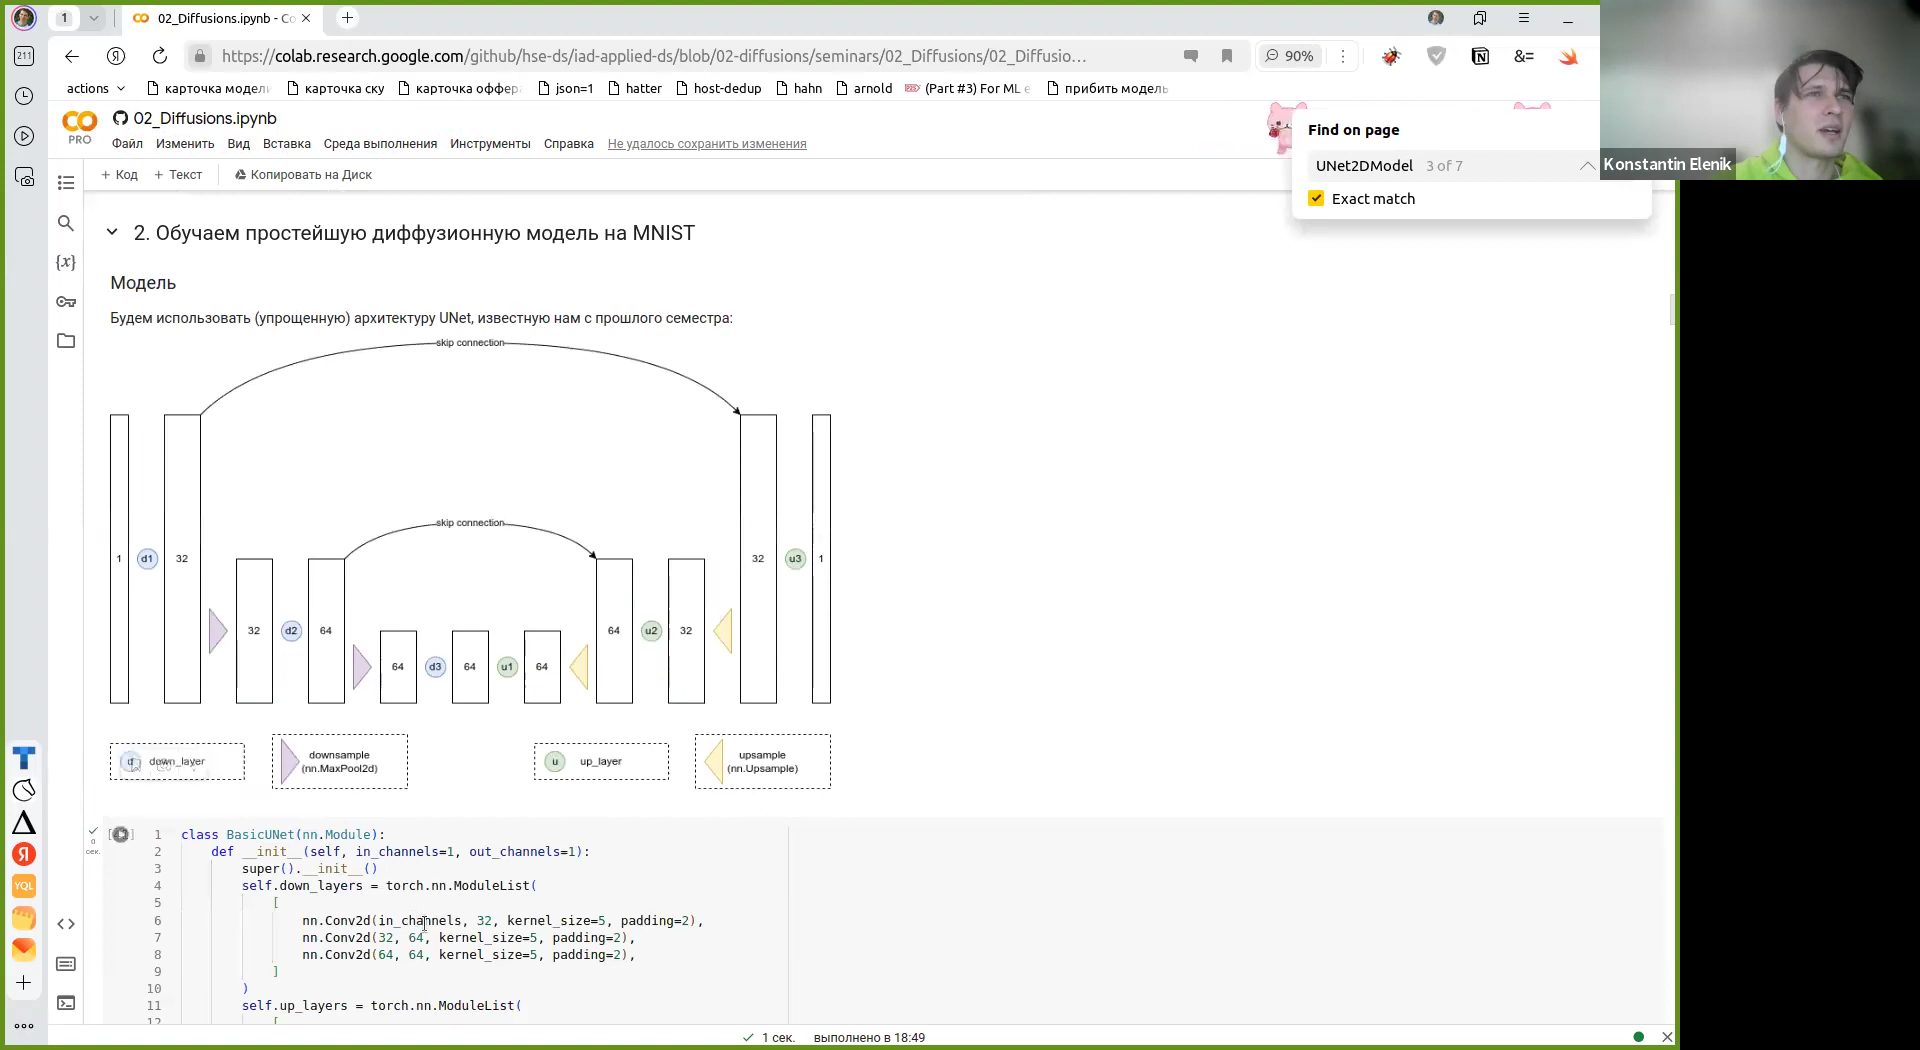 1
02_Diffusions.ipynb - Co
211
https://colab.research.google.com/github/hse-ds/iad-applied-ds/blob/02-diffusions/seminars/02_Diffusions/02_Diffusio…
90%
actions
карточка модели
карточка ску
карточка оффер
json=1
hatter
host-dedup
hahn
arnold
(Part #3) For ML e
прибить модель
PRO
02_Diffusions.ipynb
Файл Изменить Вид Вставка Среда выполнения Инструменты Справка Не удалось сохранить изменения
+ Код + Текст Копировать на Диск
Find on page
UNet2DModel 3 of 7
Exact match
Konstantin Elenik
{x}
2. Обучаем простейшую диффузионную модель на MNIST
Модель
Будем использовать (упрощенную) архитектуру UNet, известную нам с прошлого семестра:
skip connection
skip connection
1 d1 32 32 u3 1
32 d2 64 64 u2 32
64 d3 64 u1 64
d down_layer
downsample
(nn.MaxPool2d)
u up_layer
upsample
(nn.Upsample)
0
сек.
1 class BasicUNet(nn.Module):
2 def __init__(self, in_channels=1, out_channels=1):
3 super().__init__()
4 self.down_layers = torch.nn.ModuleList(
5 [
6 nn.Conv2d(in_channels, 32, kernel_size=5, padding=2),
7 nn.Conv2d(32, 64, kernel_size=5, padding=2),
8 nn.Conv2d(64, 64, kernel_size=5, padding=2),
9 ]
10 )
11 self.up_layers = torch.nn.ModuleList(
12 [
Я
YQL
1 сек. выполнено в 18:49